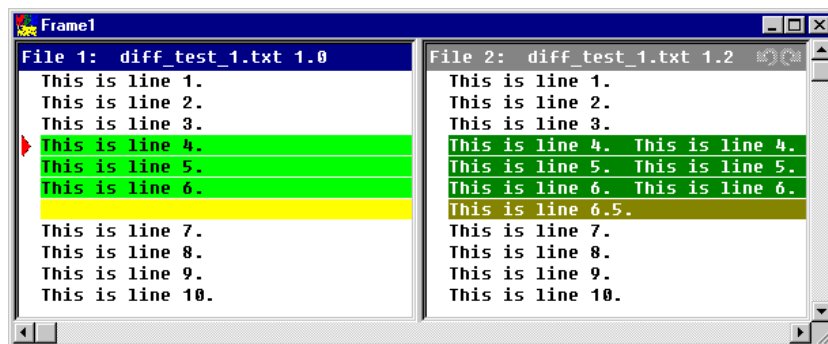 Frame1
File 1: diff_test_1.txt 1.0
This is line 1.
This is line 2.
This is line 3.
This is line 4.
This is line 5.
This is line 6.
This is line 7.
This is line 8.
This is line 9.
This is line 10.
File 2: diff_test_1.txt 1.2
This is line 1.
This is line 2.
This is line 3.
This is line 4. This is line 4.
This is line 5. This is line 5.
This is line 6. This is line 6.
This is line 6.5.
This is line 7.
This is line 8.
This is line 9.
This is line 10.